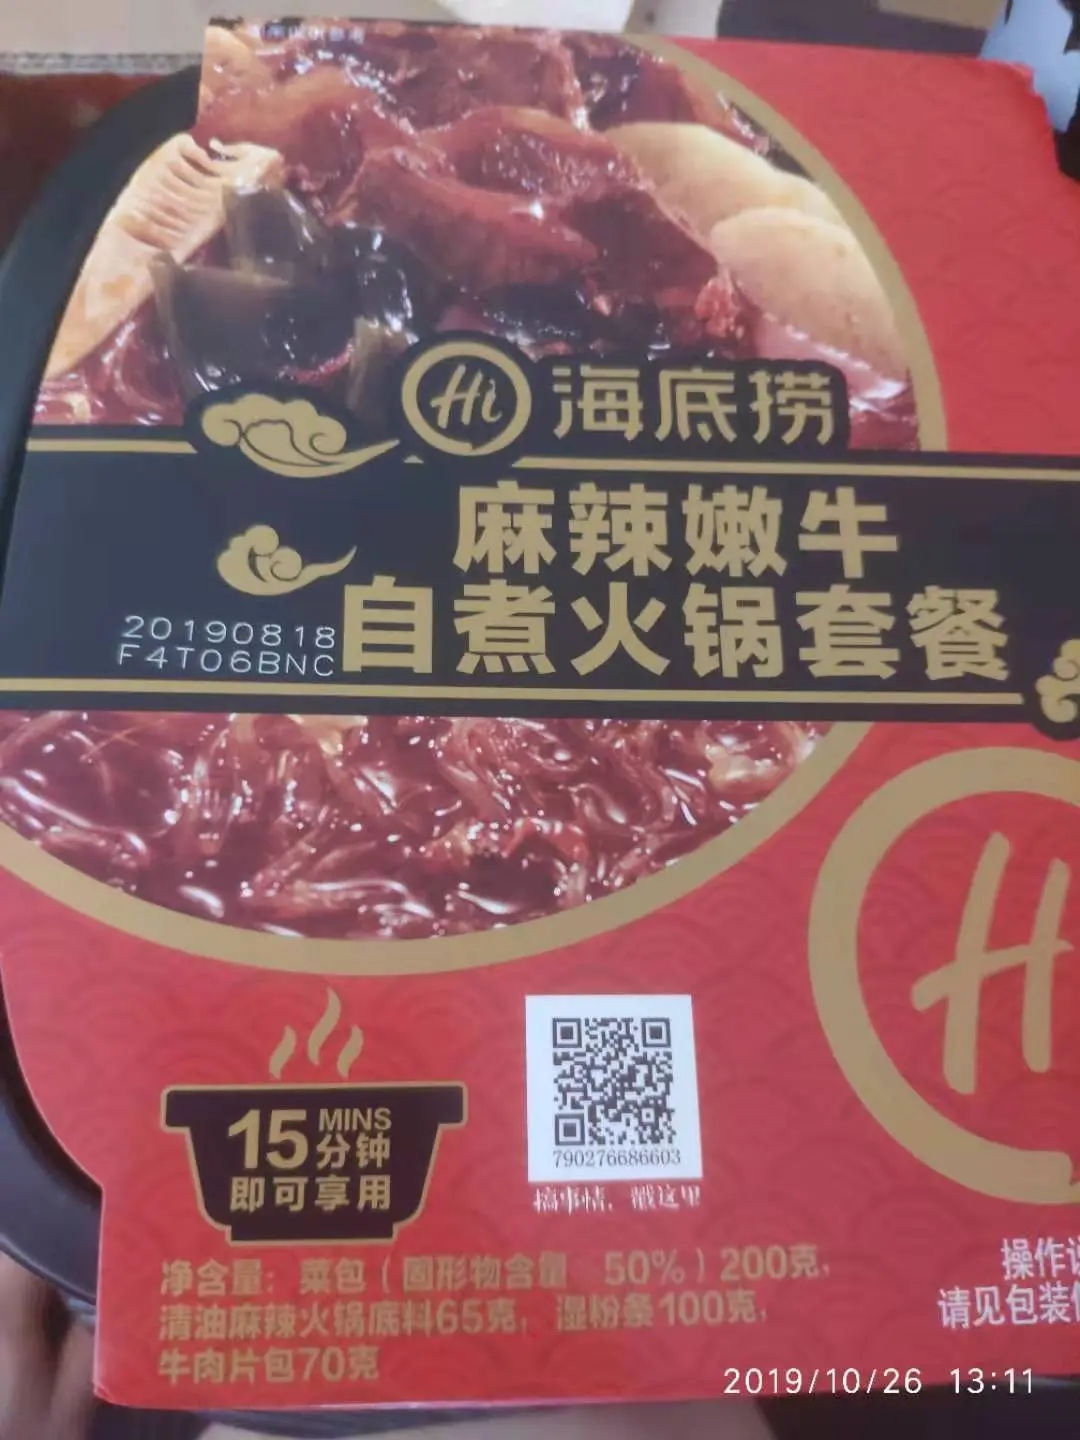 Hi 海底捞
麻辣嫩牛
自煮火锅套餐
20190818
F4T06BNC
H
15 MINS
分钟
即可享用
790276686603
搞事情，戳这里
净含量：菜包（固形物含量 50%）200克，
清油麻辣火锅底料65克，湿粉条100克，
牛肉片包70克
操作
请见包装
2019/10/26 13:11